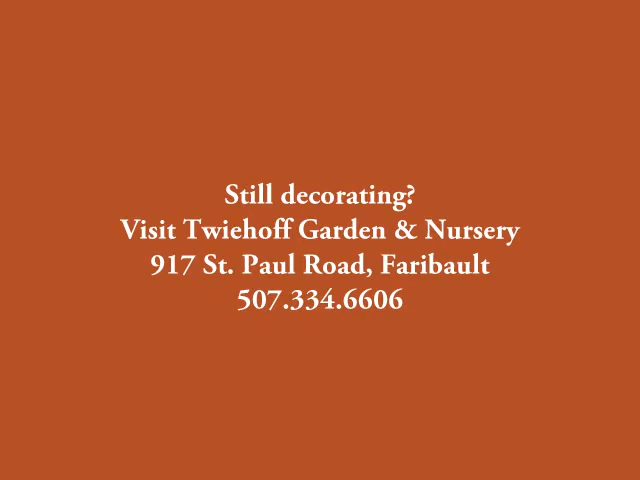 Still decorating?
Visit Twiehoff Garden & Nursery
917 St. Paul Road, Faribault
507.334.6606